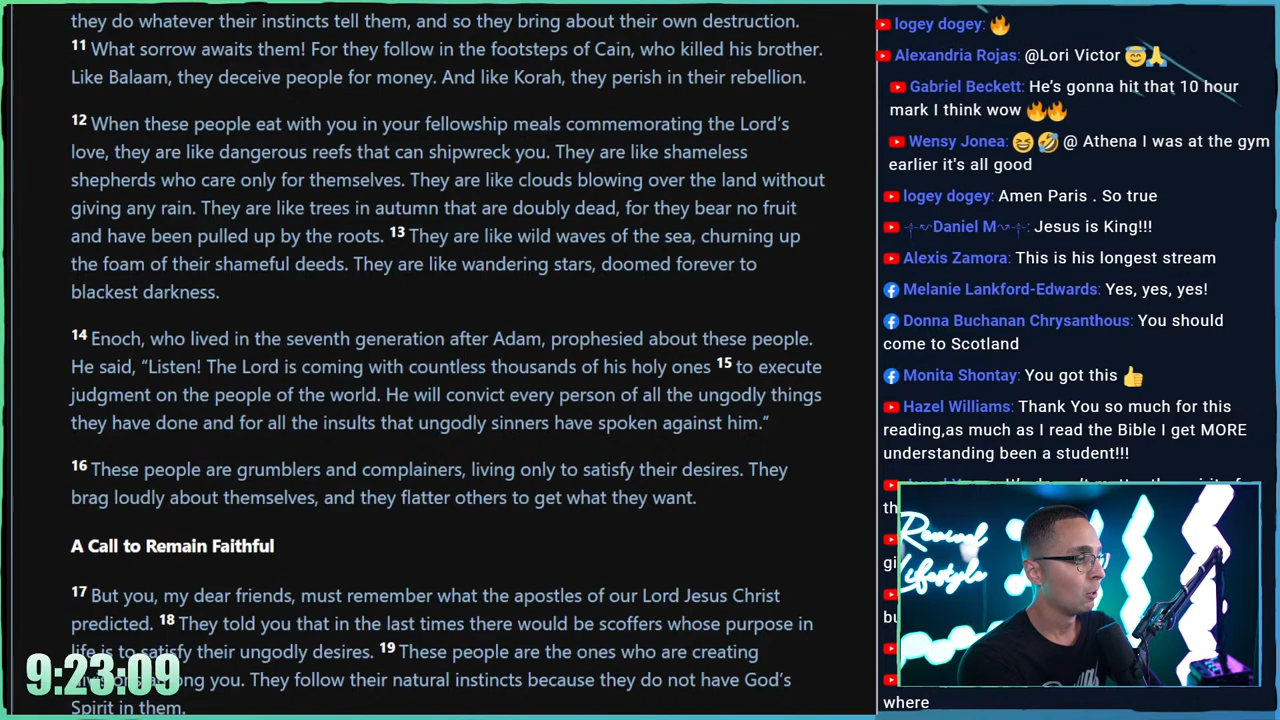 they do whatever their instincts tell them, and so they bring about their own destruction.
11 What sorrow awaits them! For they follow in the footsteps of Cain, who killed his brother.
Like Balaam, they deceive people for money. And like Korah, they perish in their rebellion.
12 When these people eat with you in your fellowship meals commemorating the Lord’s
love, they are like dangerous reefs that can shipwreck you. They are like shameless
shepherds who care only for themselves. They are like clouds blowing over the land without
giving any rain. They are like trees in autumn that are doubly dead, for they bear no fruit
and have been pulled up by the roots. 13 They are like wild waves of the sea, churning up
the foam of their shameful deeds. They are like wandering stars, doomed forever to
blackest darkness.
14 Enoch, who lived in the seventh generation after Adam, prophesied about these people.
He said, “Listen! The Lord is coming with countless thousands of his holy ones 15 to execute
judgment on the people of the world. He will convict every person of all the ungodly things
they have done and for all the insults that ungodly sinners have spoken against him.”
16 These people are grumblers and complainers, living only to satisfy their desires. They
brag loudly about themselves, and they flatter others to get what they want.
A Call to Remain Faithful
17 But you, my dear friends, must remember what the apostles of our Lord Jesus Christ
predicted. 18 They told you that in the last times there would be scoffers whose purpose in
life is to satisfy their ungodly desires. 19 These people are the ones who are creating
you. They follow their natural instincts because they do not have God’s
Spirit in them.
9:23:09
logey dogey: 🔥
Alexandria Rojas: @Lori Victor 😇🙏
Gabriel Beckett: He’s gonna hit that 10 hour
mark I think wow 🔥🔥
Wensy Jonea: 😆🤣 @ Athena I was at the gym
earlier it's all good
logey dogey: Amen Paris . So true
Daniel M: Jesus is King!!!
Alexis Zamora: This is his longest stream
Melanie Lankford-Edwards: Yes, yes, yes!
Donna Buchanan Chrysanthous: You should
come to Scotland
Monita Shontay: You got this 👍
Hazel Williams: Thank You so much for this
reading,as much as I read the Bible I get MORE
understanding been a student!!!
Revival
Lifestyle
where